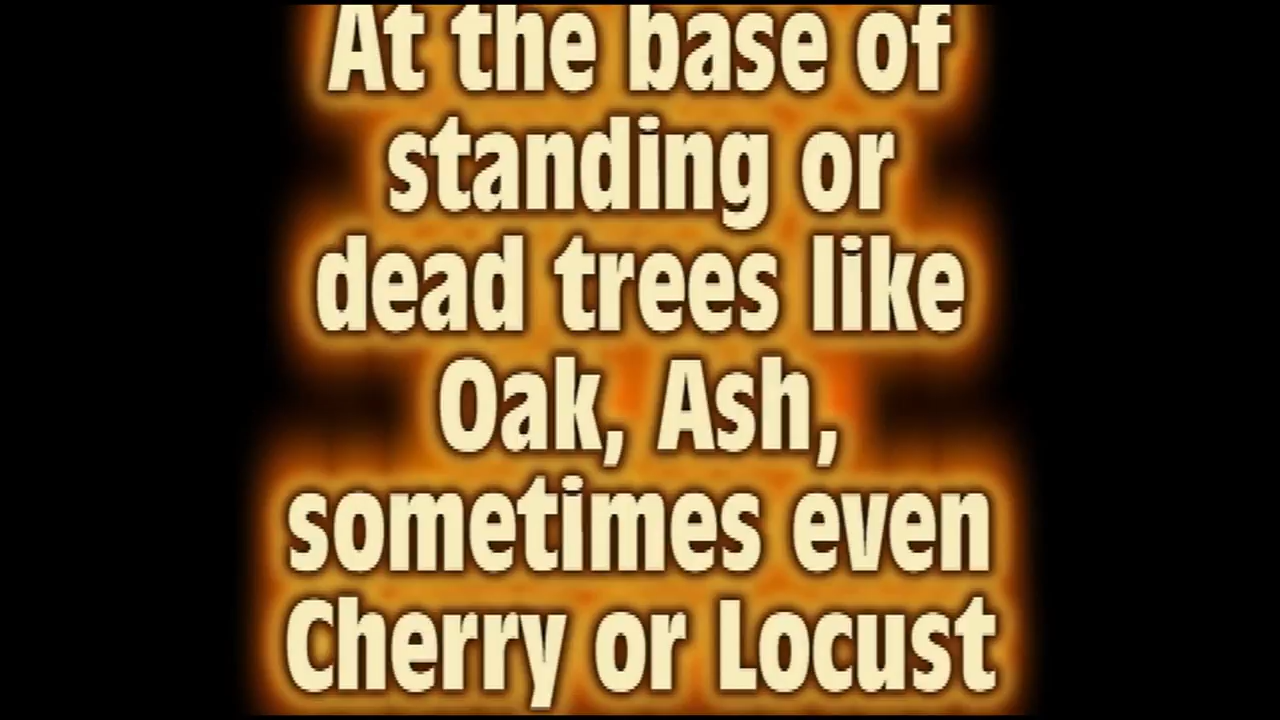 At the base of
standing or
dead trees like
Oak, Ash,
sometimes even
Cherry or Locust